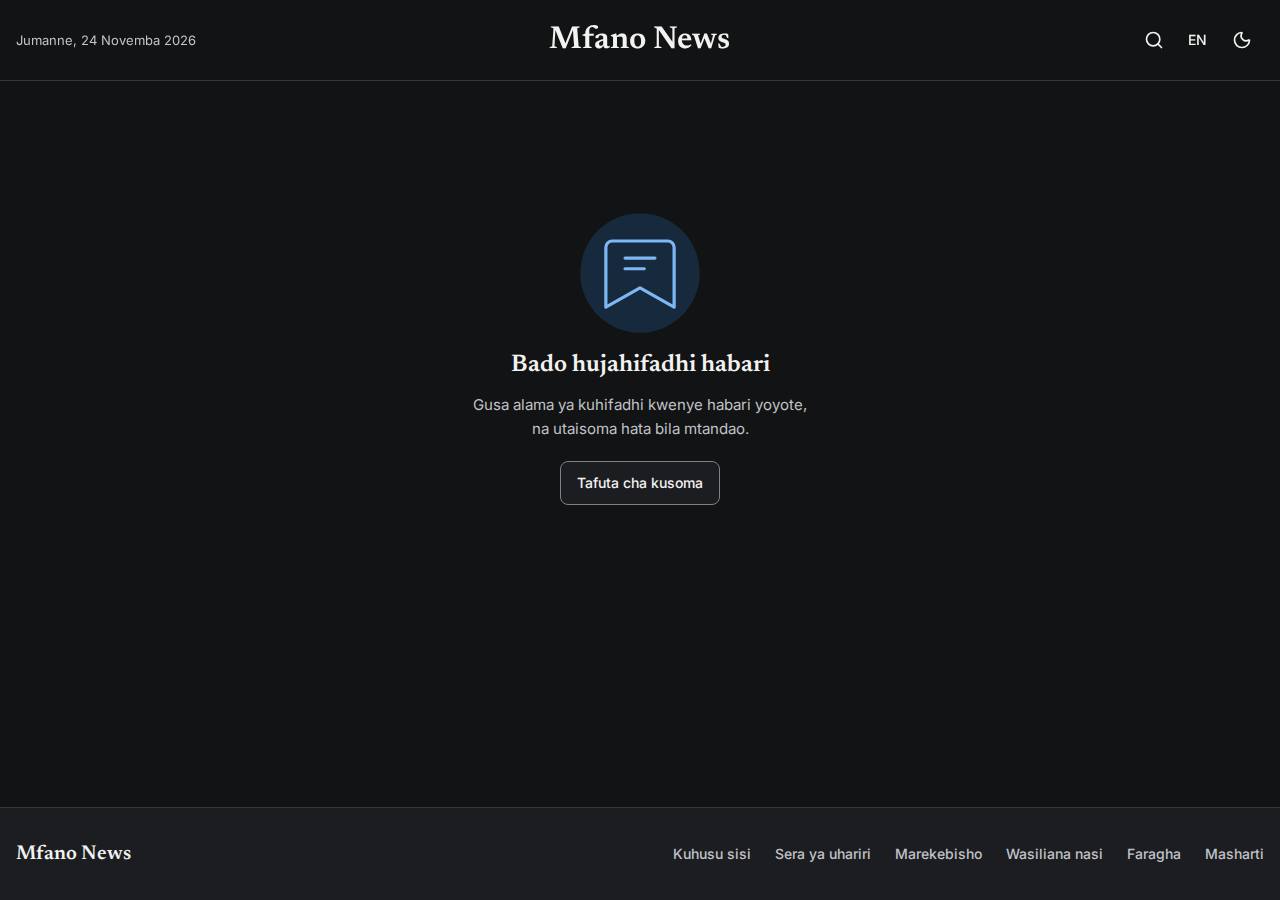 Jumanne, 24 Novemba 2026
Mfano News
EN
Bado hujahifadhi habari
Gusa alama ya kuhifadhi kwenye habari yoyote,
na utaisoma hata bila mtandao.
Tafuta cha kusoma
Mfano News
Kuhusu sisi
Sera ya uhariri
Marekebisho
Wasiliana nasi
Faragha
Masharti